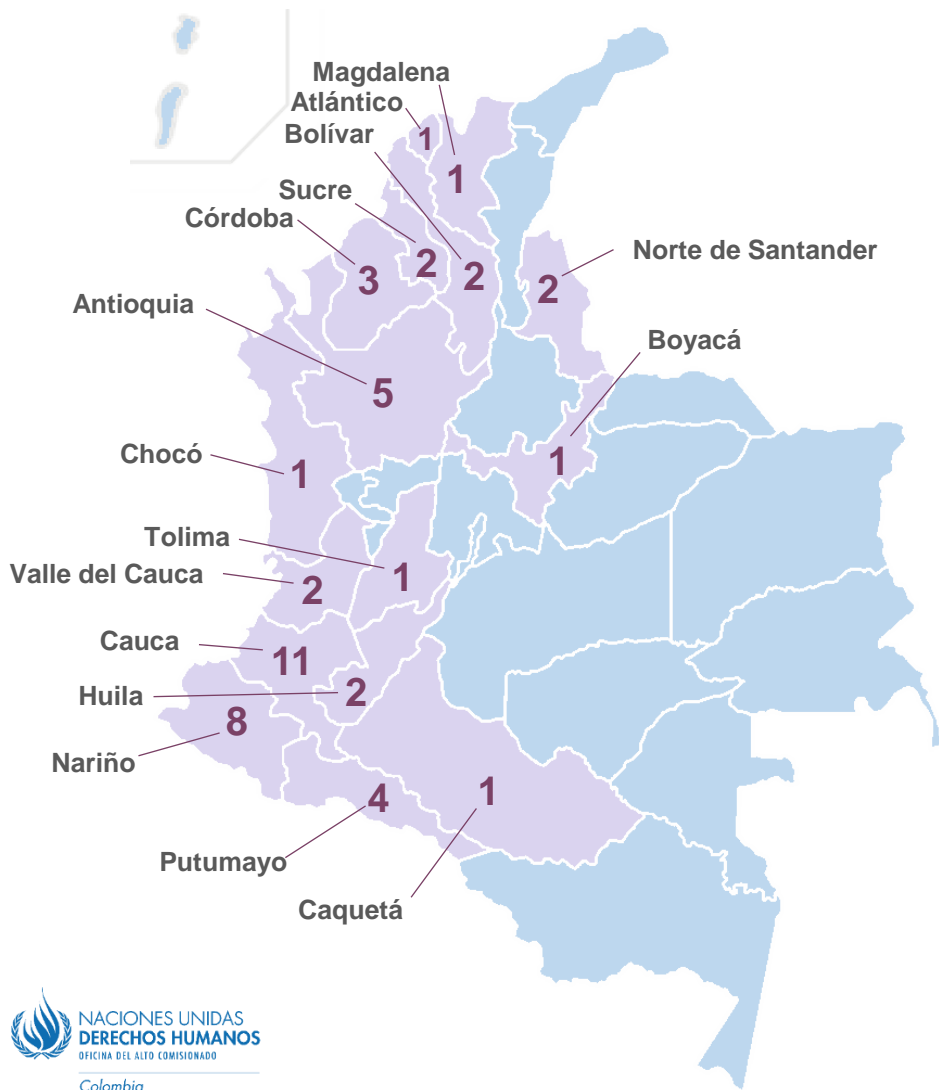 Magdalena
Atlántico
1
Bolívar
1
Sucre
Córdoba
2
2
3
Norte de Santander
2
Antioquia
Boyacá
5
Chocó
1
1
Tolima
Valle del Cauca
1
2
Cauca
11
Huila
2
8
Nariño
4
1
Putumayo
Caquetá
NACIONES UNIDAS
DERECHOS HUMANOS
OFICINA DEL ALTO COMISIONADO
Colombia